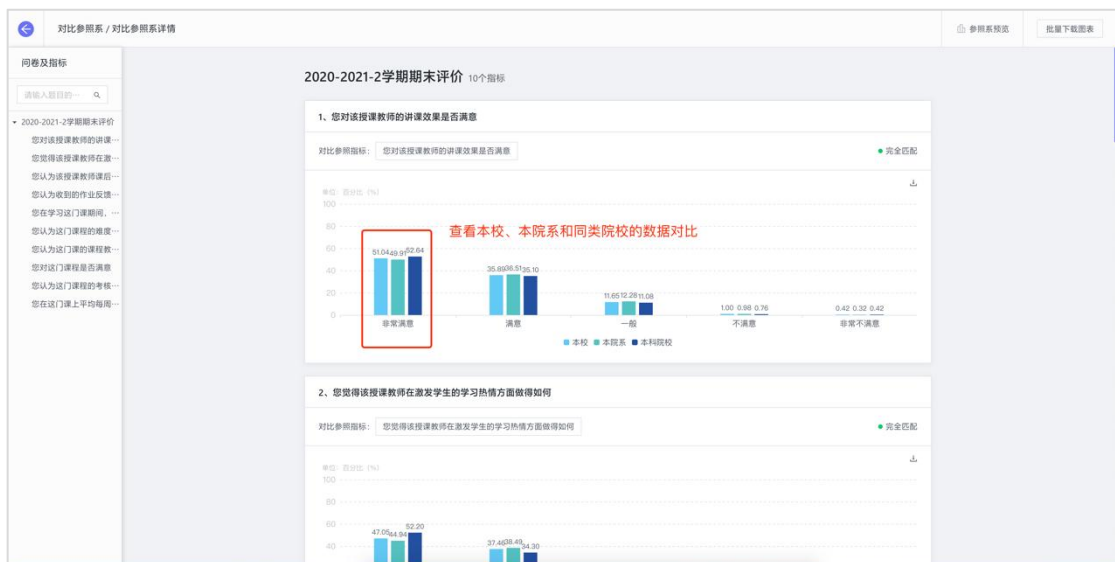 对比参照系 / 对比参照系详情
参照系预览
批量下载图表
问卷及指标
请输入题目的…
2020-2021-2学期期末评价
您对该授课教师的讲课…
您觉得该授课教师在激…
您认为该授课教师课后…
您认为收到的作业反馈…
您在学习这门课期间，…
您认为这门课程的难度…
您认为这门课的课程教…
您对这门课程是否满意
您认为这门课程的考核…
您在这门课上平均每周…
2020-2021-2学期期末评价 10个指标
1、您对该授课教师的讲课效果是否满意
对比参照指标： 您对该授课教师的讲课效果是否满意
完全匹配
单位：百分比（%）
100
80
60
40
20
0
查看本校、本院系和同类院校的数据对比
51.04 49.91 52.64
35.89 38.51 35.10
11.65 12.28 11.08
1.00 0.98 0.76
0.42 0.32 0.42
非常满意 满意 一般 不满意 非常不满意
本校 本院系 本科院校
2、您觉得该授课教师在激发学生的学习热情方面做得如何
对比参照指标： 您觉得该授课教师在激发学生的学习热情方面做得如何
完全匹配
单位：百分比（%）
100
80
60
40
47.05 44.94 52.20
37.46 38.49 34.30